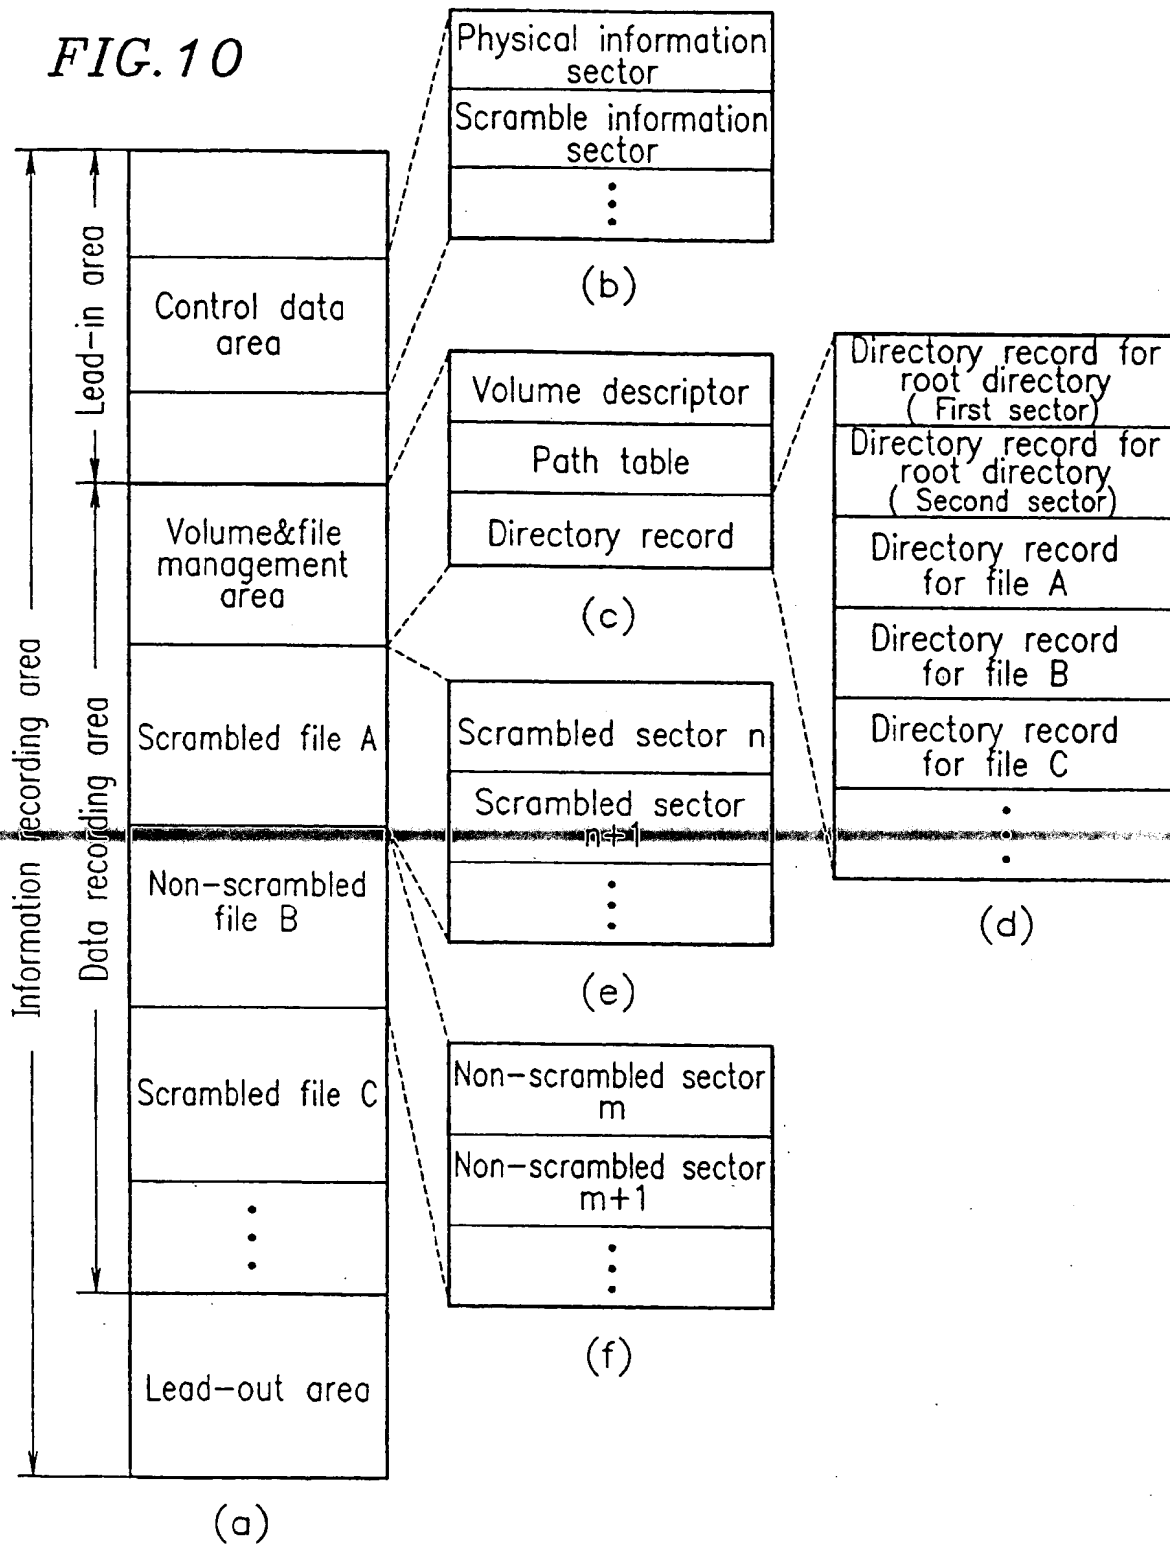 FIG.10
Information recording area
Lead-in area
Data recording area
Control data
area
Volume&file
management
area
Scrambled file A
Non-scrambled
file B
Scrambled file C
Lead-out area
(a)
Physical information
sector
Scramble information
sector
(b)
Volume descriptor
Path table
Directory record
(c)
Directory record for
root directory
( First sector)
Directory record for
root directory
( Second sector)
Directory record
for file A
Directory record
for file B
Directory record
for file C
(d)
Scrambled sector n
Scrambled sector
n+1
(e)
Non-scrambled sector
m
Non-scrambled sector
m+1
(f)